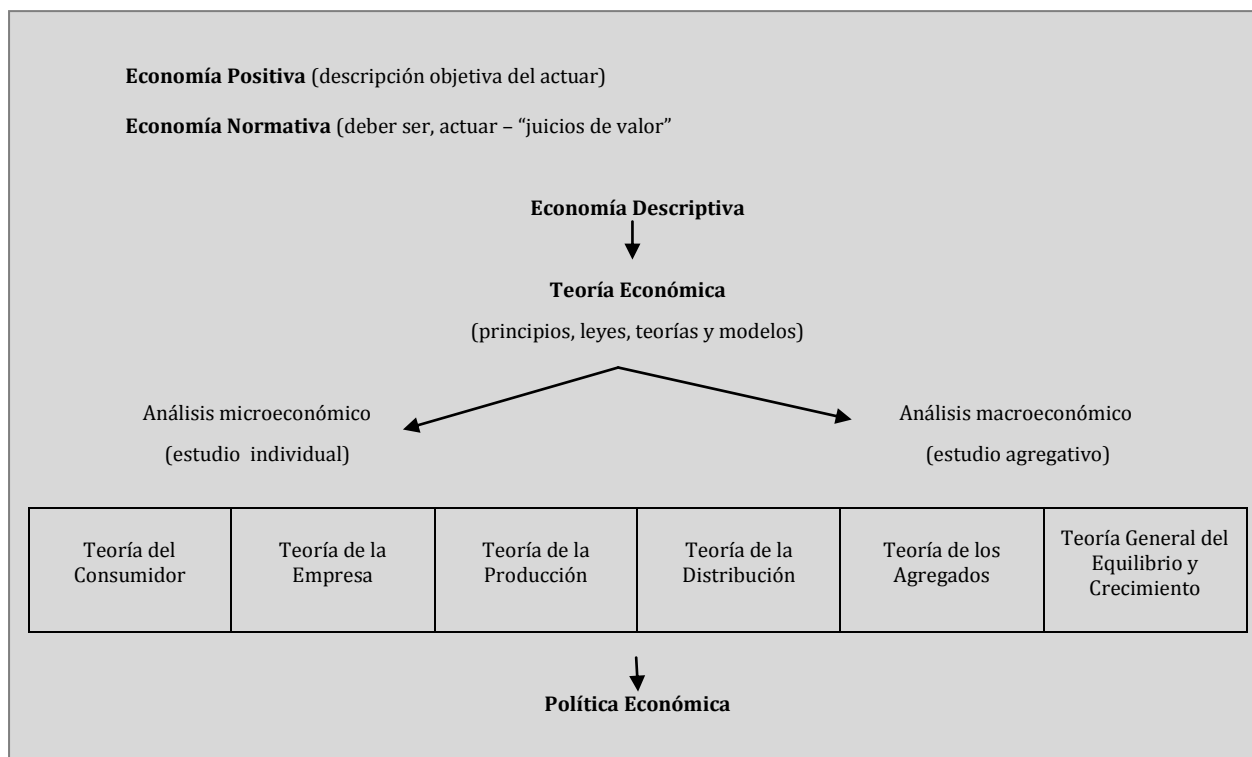 Economía Positiva (descripción objetiva del actuar)
Economía Normativa (deber ser, actuar – “juicios de valor”
Economía Descriptiva
Teoría Económica
(principios, leyes, teorías y modelos)
Análisis microeconómico
(estudio individual)
Análisis macroeconómico
(estudio agregativo)
Teoría del
Consumidor
Teoría de la
Empresa
Teoría de la
Producción
Teoría de la
Distribución
Teoría de los
Agregados
Teoría General del
Equilibrio y
Crecimiento
Política Económica